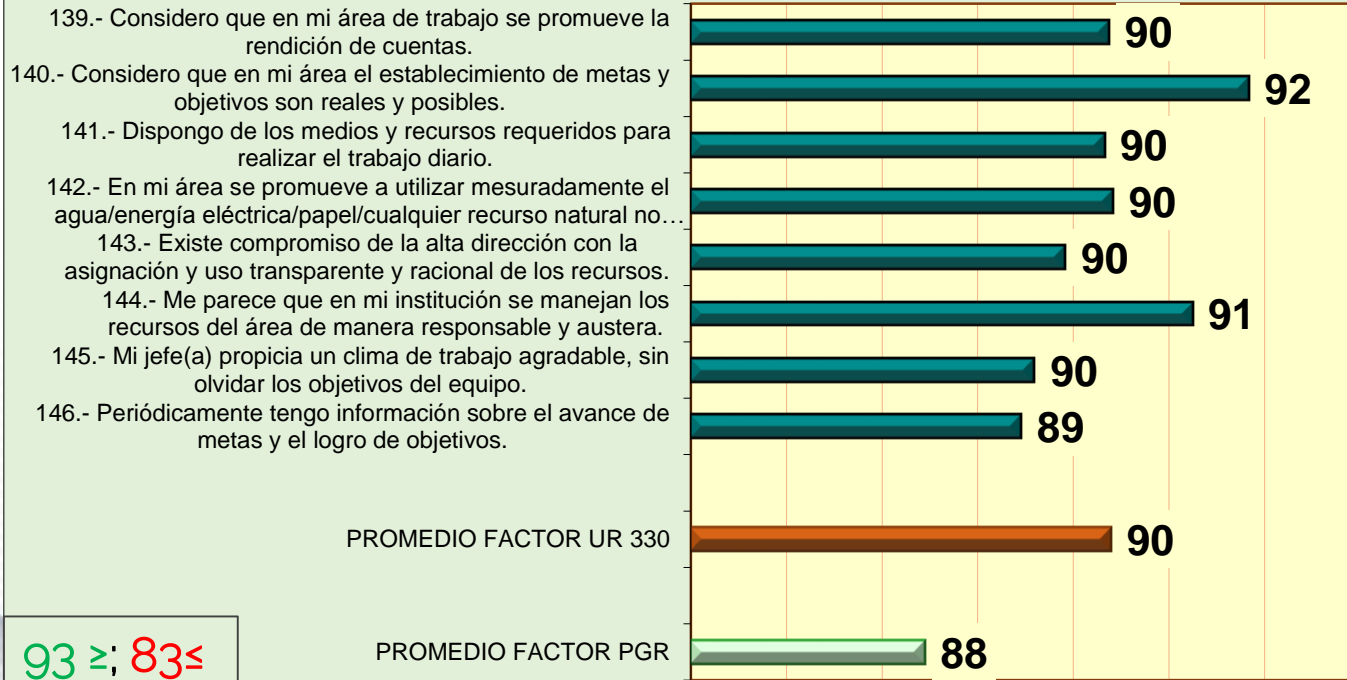 139.- Considero que en mi área de trabajo se promueve la
rendición de cuentas.
90
140.- Considero que en mi área el establecimiento de metas y
objetivos son reales y posibles.
92
141.- Dispongo de los medios y recursos requeridos para
realizar el trabajo diario.
90
142.- En mi área se promueve a utilizar mesuradamente el
agua/energía eléctrica/papel/cualquier recurso natural no…
90
143.- Existe compromiso de la alta dirección con la
asignación y uso transparente y racional de los recursos.
90
144.- Me parece que en mi institución se manejan los
recursos del área de manera responsable y austera.
91
145.- Mi jefe(a) propicia un clima de trabajo agradable, sin
olvidar los objetivos del equipo.
90
146.- Periódicamente tengo información sobre el avance de
metas y el logro de objetivos.
89
PROMEDIO FACTOR UR 330
90
PROMEDIO FACTOR PGR
88
93 ≥; 83≤